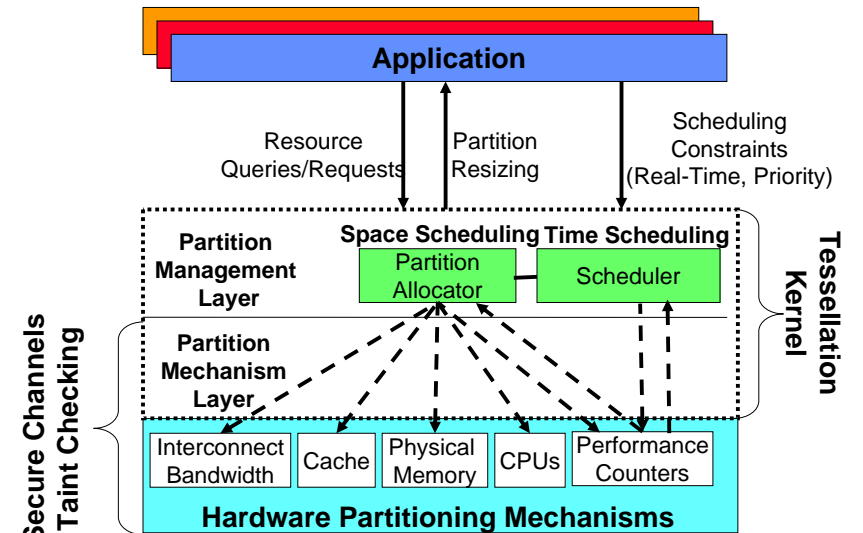 Application
Resource
Queries/Requests
Partition
Resizing
Scheduling
Constraints
(Real-Time, Priority)
Partition
Management
Layer
Space Scheduling
Time Scheduling
Partition
Allocator
Scheduler
Tessellation
Kernel
Partition
Mechanism
Layer
Secure Channels
Taint Checking
Interconnect
Bandwidth
Cache
Physical
Memory
CPUs
Performance
Counters
Hardware Partitioning Mechanisms